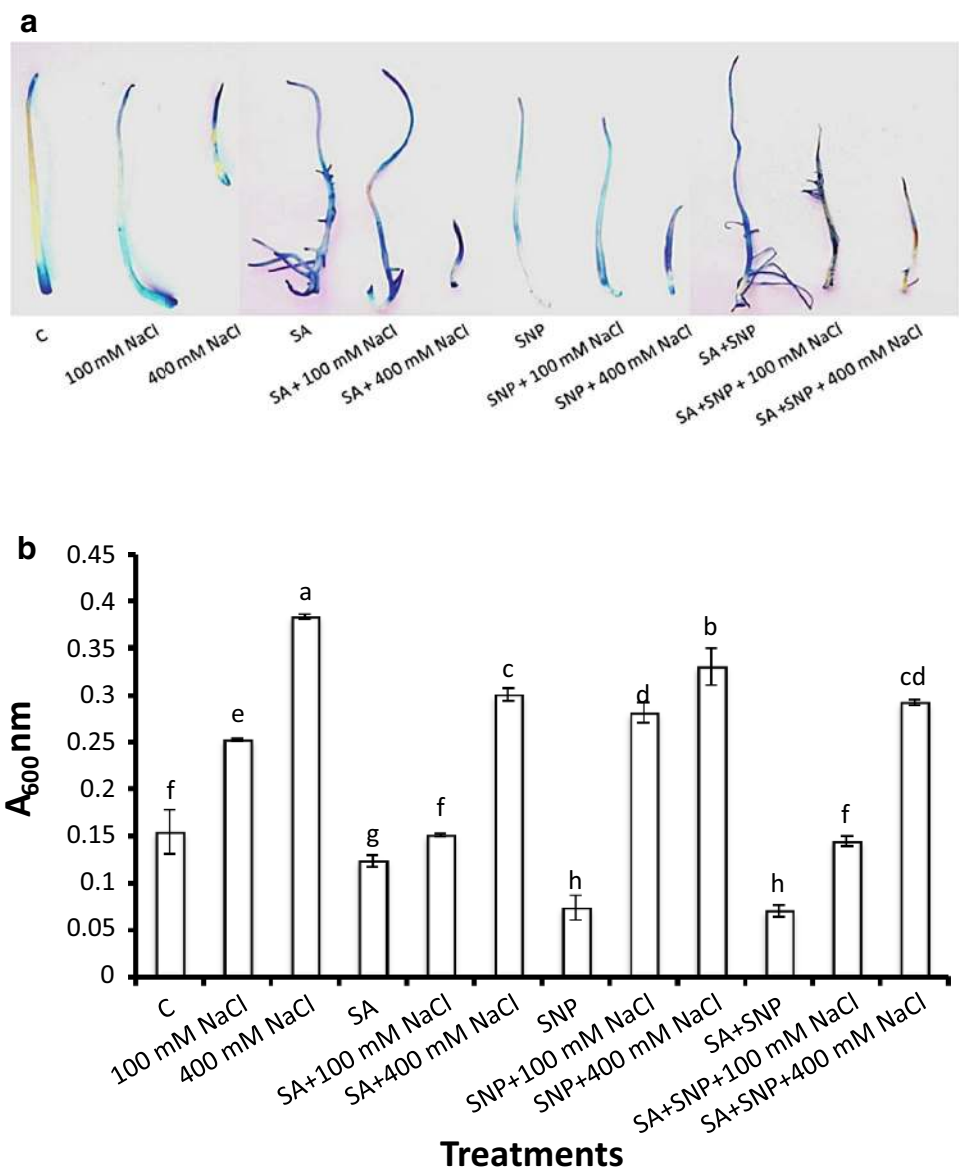 a
C
100 mM NaCl
400 mM NaCl
SA
SA + 100 mM NaCl
SA + 400 mM NaCl
SNP
SNP + 100 mM NaCl
SNP + 400 mM NaCl
SA +SNP
SA +SNP + 100 mM NaCl
SA +SNP + 400 mM NaCl
b
0.45
0.4
0.35
0.3
0.25
0.2
0.15
0.1
0.05
0
A600nm
f
e
a
g
f
c
h
d
b
h
f
cd
C
100 mM NaCl
400 mM NaCl
SA
SA+100 mM NaCl
SA+400 mM NaCl
SNP
SNP+100 mM NaCl
SNP+400 mM NaCl
SA+SNP
SA+SNP+100 mM NaCl
SA+SNP+400 mM NaCl
Treatments